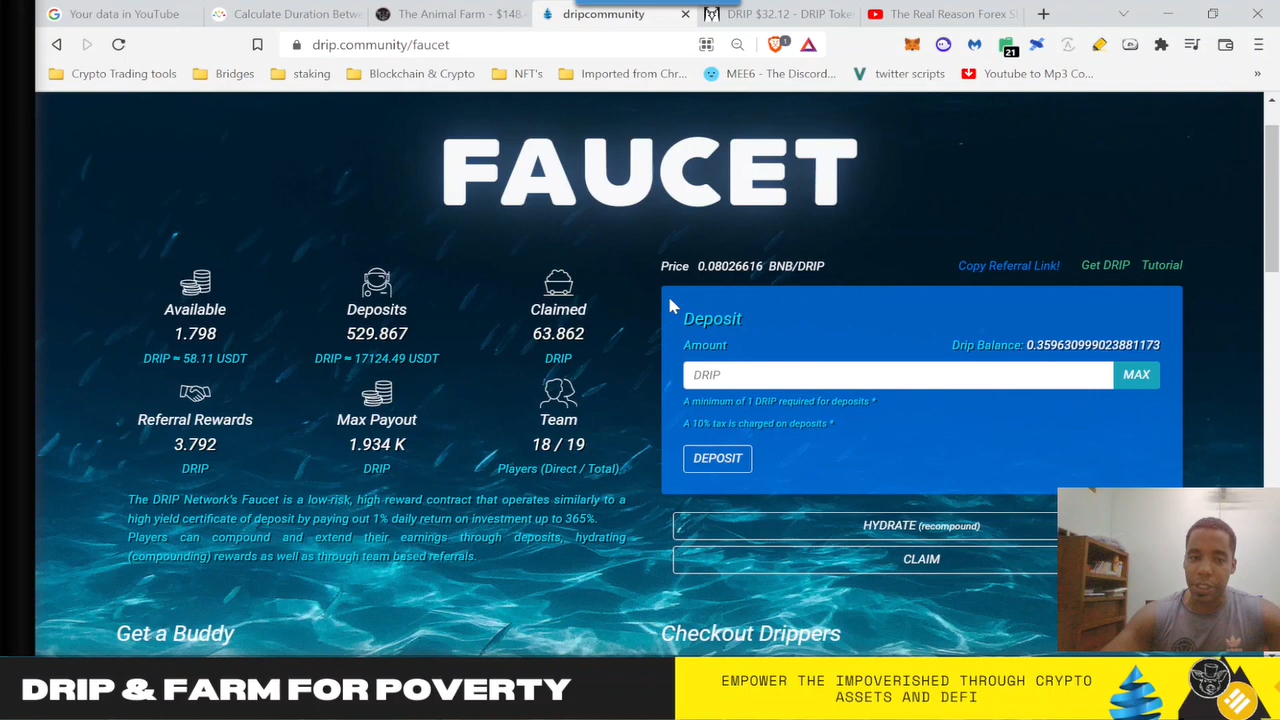 Your data in YouTube
Calculate Duration Betwe
The Animal Farm - $148.
dripcommunity
DRIP $32.12 - DRIP Toke
The Real Reason Forex S
drip.community/faucet
1
21
Crypto Trading tools
Bridges
staking
Blockchain & Crypto
NFT's
Imported from Chr...
MEE6 - The Discord...
twitter scripts
Youtube to Mp3 Co...
»
FAUCET
Price 0.08026616 BNB/DRIP
Copy Referral Link!
Get DRIP
Tutorial
Available
1.798
DRIP ≈ 58.11 USDT
Deposits
529.867
DRIP ≈ 17124.49 USDT
Claimed
63.862
DRIP
Referral Rewards
3.792
DRIP
Max Payout
1.934 K
DRIP
Team
18 / 19
Players (Direct / Total)
The DRIP Network's Faucet is a low-risk, high reward contract that operates similarly to a
high yield certificate of deposit by paying out 1% daily return on investment up to 365%.
Players can compound and extend their earnings through deposits, hydrating
(compounding) rewards as well as through team based referrals.
Deposit
Amount
Drip Balance: 0.359630999023881173
DRIP
MAX
A minimum of 1 DRIP required for deposits *
A 10% tax is charged on deposits *
DEPOSIT
HYDRATE (recompound)
CLAIM
Get a Buddy
Checkout Drippers
DRIP & FARM FOR POVERTY
EMPOWER THE IMPOVERISHED THROUGH CRYPTO
ASSETS AND DEFI